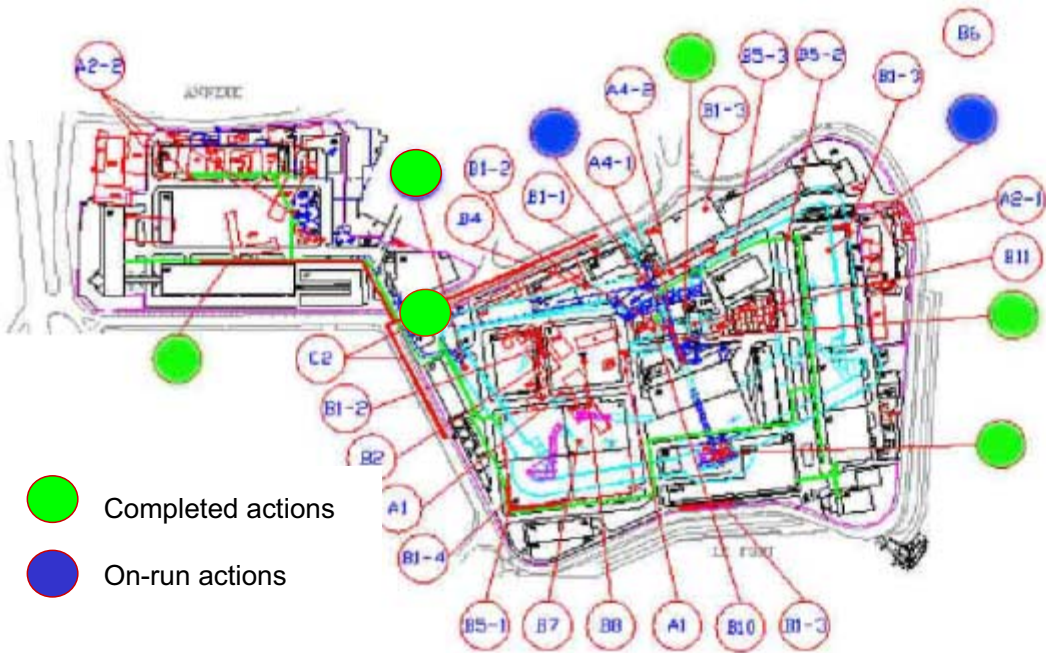 B6
B5-3
B5-2
A2-2
A4-2
B1-3
B1-3
ANNEXE
B1-2
A4-1
B4
B1-1
A2-1
B11
C2
B1-2
B2
A1
Completed actions
B1-4
LE FORT
On-run actions
B5-1
B7
B8
A1
B10
B1-3